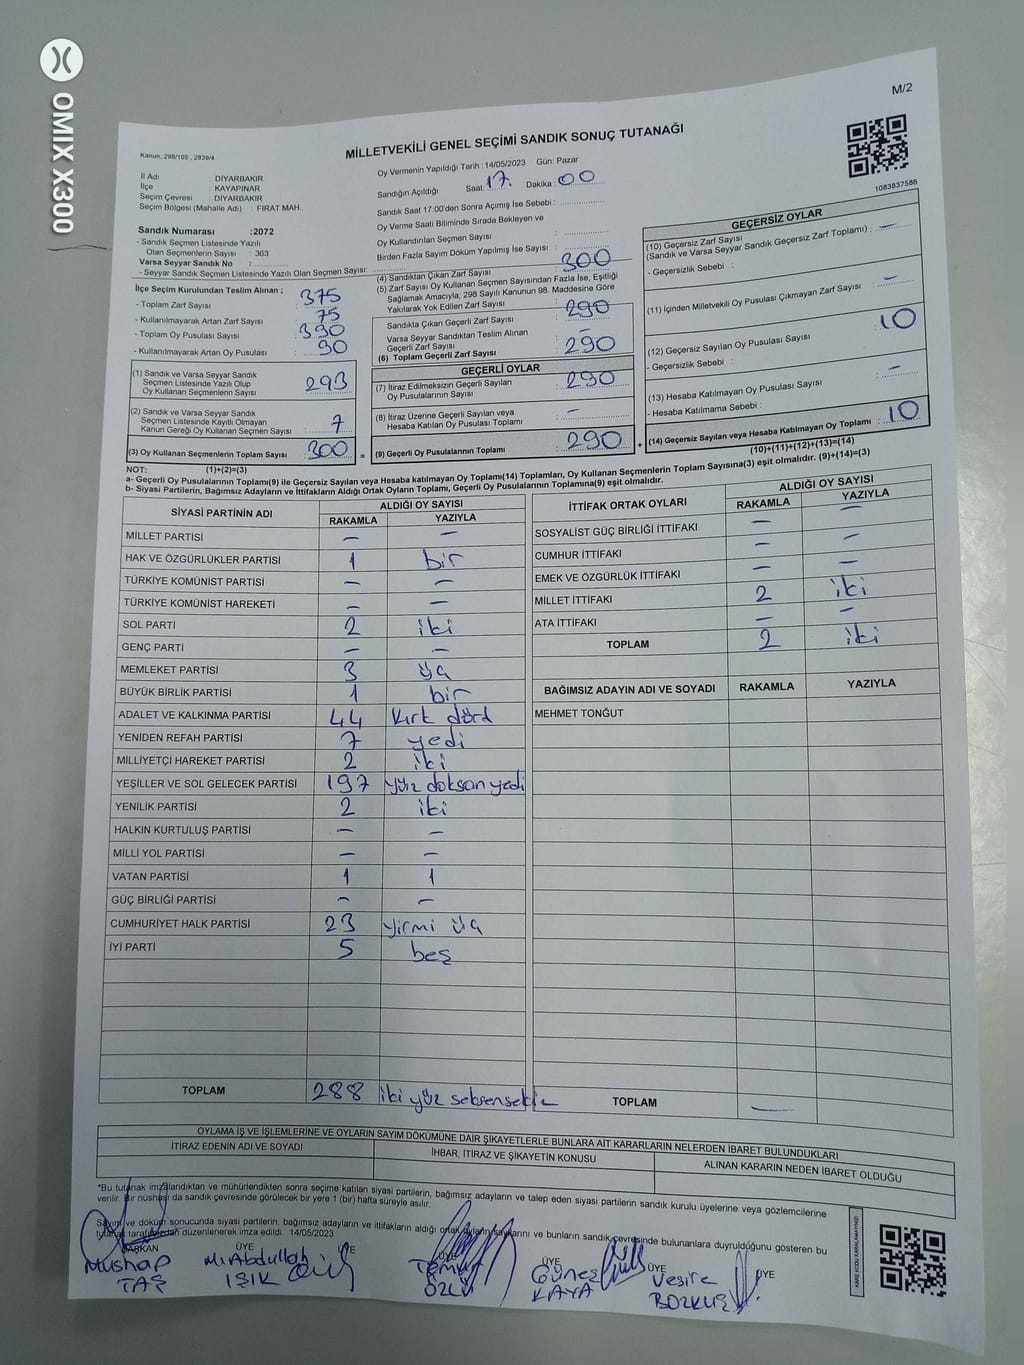 OMIX X300
M/2
MİLLETVEKİLİ GENEL SEÇİMİ SANDIK SONUÇ TUTANAĞI
Kanun; 298/105 , 2839/4
1083837586
İl Adı : DİYARBAKIR
İlçe : KAYAPINAR
Seçim Çevresi : DİYARBAKIR
Seçim Bölgesi (Mahalle Adı) : FIRAT MAH.
Sandık Numarası :2072
- Sandık Seçmen Listesinde Yazılı
Olan Seçmenlerin Sayısı : 363
Varsa Seyyar Sandık No :
- Seyyar Sandık Seçmen Listesinde Yazılı Olan Seçmen Sayısı:
Oy Vermenin Yapıldığı Tarih : 14/05/2023 Gün: Pazar
Sandığın Açıldığı Saat: 17. Dakika : 00
Sandık Saat 17:00'den Sonra Açımış İse Sebebi :
Oy Verme Saati Bitiminde Sırada Bekleyen ve
Oy Kullandırılan Seçmen Sayısı :
Birden Fazla Sayım Döküm Yapılmış İse Sayısı :
İlçe Seçim Kurulundan Teslim Alınan ;
- Toplam Zarf Sayısı : 375
- Kullanılmayarak Artan Zarf Sayısı : 75
- Toplam Oy Pusulası Sayısı : 390
- Kullanılmayarak Artan Oy Pusulası : 90
(1) Sandık ve Varsa Seyyar Sandık
Seçmen Listesinde Yazılı Olup
Oy Kullanan Seçmenlerin Sayısı : 293
(2) Sandık ve Varsa Seyyar Sandık
Seçmen Listesinde Kayıtlı Olmayan
Kanun Gereği Oy Kullanan Seçmen Sayısı : 7
(3) Oy Kullanan Seçmenlerin Toplam Sayısı : 300 =
(4) Sandıktan Çıkan Zarf Sayısı : 300
(5) Zarf Sayısı Oy Kullanan Seçmen Sayısından Fazla İse, Eşitliği
Sağlamak Amacıyla; 298 Sayılı Kanunun 98. Maddesine Göre
Yakılarak Yok Edilen Zarf Sayısı :
Sandıkta Çıkan Geçerli Zarf Sayısı : 290
Varsa Seyyar Sandıktan Teslim Alınan
Geçerli Zarf Sayısı : –
(6) Toplam Geçerli Zarf Sayısı : 290
GEÇERLİ OYLAR
(7) İtiraz Edilmeksizin Geçerli Sayılan
Oy Pusulalarının Sayısı : 290
(8) İtiraz Üzerine Geçerli Sayılan veya
Hesaba Katılan Oy Pusulası Toplamı : –
(9) Geçerli Oy Pusulalarının Toplamı : 290 +
GEÇERSİZ OYLAR
(10) Geçersiz Zarf Sayısı
(Sandık ve Varsa Seyyar Sandık Geçersiz Zarf Toplamı) : –
- Geçersizlik Sebebi :
(11) İçinden Milletvekili Oy Pusulası Çıkmayan Zarf Sayısı : –
(12) Geçersiz Sayılan Oy Pusulası Sayısı : 10
- Geçersizlik Sebebi :
(13) Hesaba Katılmayan Oy Pusulası Sayısı : –
- Hesaba Katılmama Sebebi :
(14) Geçersiz Sayılan veya Hesaba Katılmayan Oy Toplamı : 10
(10)+(11)+(12)+(13)=(14)
NOT: (1)+(2)=(3)
a- Geçerli Oy Pusulalarının Toplamı(9) ile Geçersiz Sayılan veya Hesaba katılmayan Oy Toplamı(14) Toplamları, Oy Kullanan Seçmenlerin Toplam Sayısına(3) eşit olmalıdır. (9)+(14)=(3)
b- Siyasi Partilerin, Bağımsız Adayların ve İttifakların Aldığı Ortak Oyların Toplamı, Geçerli Oy Pusulalarının Toplamına(9) eşit olmalıdır.
SİYASİ PARTİNİN ADI ALDIĞI OY SAYISI
RAKAMLA YAZIYLA
MİLLET PARTİSİ – –
HAK VE ÖZGÜRLÜKLER PARTİSİ 1 bir
TÜRKİYE KOMÜNİST PARTİSİ – –
TÜRKİYE KOMÜNİST HAREKETİ – –
SOL PARTİ 2 iki
GENÇ PARTİ – –
MEMLEKET PARTİSİ 3 üç
BÜYÜK BİRLİK PARTİSİ 1 bir
ADALET VE KALKINMA PARTİSİ 44 kırk dörd
YENİDEN REFAH PARTİSİ 7 yedi
MİLLİYETÇİ HAREKET PARTİSİ 2 iki
YEŞİLLER VE SOL GELECEK PARTİSİ 197 yüz doksan yedi
YENİLİK PARTİSİ 2 iki
HALKIN KURTULUŞ PARTİSİ – –
MİLLİ YOL PARTİSİ – –
VATAN PARTİSİ 1 1
GÜÇ BİRLİĞİ PARTİSİ – –
CUMHURİYET HALK PARTİSİ 23 yirmi üç
İYİ PARTİ 5 beş
TOPLAM 288 iki yüz seksensekiz
İTTİFAK ORTAK OYLARI ALDIĞI OY SAYISI
RAKAMLA YAZIYLA
SOSYALİST GÜÇ BİRLİĞİ İTTİFAKI – –
CUMHUR İTTİFAKI – –
EMEK VE ÖZGÜRLÜK İTTİFAKI – –
MİLLET İTTİFAKI 2 iki
ATA İTTİFAKI – –
TOPLAM 2 iki
BAĞIMSIZ ADAYIN ADI VE SOYADI RAKAMLA YAZIYLA
MEHMET TONĞUT
TOPLAM —
OYLAMA İŞ VE İŞLEMLERİNE VE OYLARIN SAYIM DÖKÜMÜNE DAİR ŞİKAYETLERLE BUNLARA AİT KARARLARIN NELERDEN İBARET BULUNDUKLARI
İTİRAZ EDENİN ADI VE SOYADI İHBAR, İTİRAZ VE ŞİKAYETİN KONUSU ALINAN KARARIN NEDEN İBARET OLDUĞU
*Bu tutanak imzalandıktan ve mühürlendikten sonra seçime katılan siyasi partilerin, bağımsız adayların ve talep eden siyasi partilerin sandık kurulu üyelerine veya gözlemcilerine
verilir. Bir nüshası da sandık çevresinde görülecek bir yere 1 (bir) hafta süreyle asılır.
Sayım ve döküm sonucunda siyasi partilerin, bağımsız adayların ve ittifakların aldığı ortak oyların sayılarını ve bunların sandık çevresinde bulunanlara duyrulduğunu gösteren bu
tutanak tarafımızdan düzenlenerek imza edildi. 14/05/2023
BAŞKAN ÜYE ÜYE ÜYE ÜYE ÜYE ÜYE
Mushap TAŞ
M. Abdullah IŞIK
ÖZLÜ
Güneş KAYA
Vesire BOZKUŞ
KARE KODU KARALAMAYINIZ!